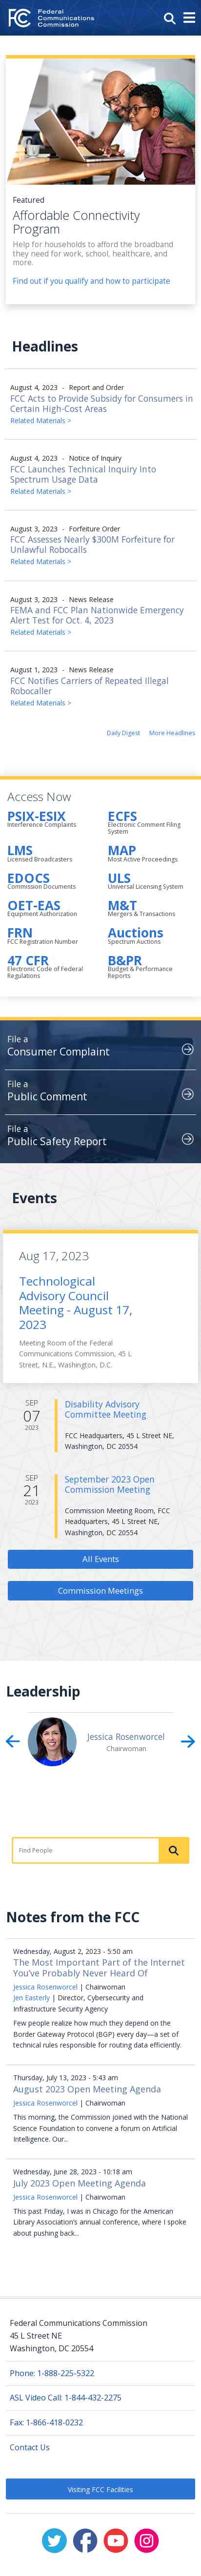 Federal
Communications
Commission
Featured
Affordable Connectivity
Program
Help for households to afford the broadband
they need for work, school, healthcare, and
more.
Find out if you qualify and how to participate
Headlines
August 4, 2023 - Report and Order
FCC Acts to Provide Subsidy for Consumers in
Certain High-Cost Areas
Related Materials >
August 4, 2023 - Notice of Inquiry
FCC Launches Technical Inquiry Into
Spectrum Usage Data
Related Materials >
August 3, 2023 - Forfeiture Order
FCC Assesses Nearly $300M Forfeiture for
Unlawful Robocalls
Related Materials >
August 3, 2023 - News Release
FEMA and FCC Plan Nationwide Emergency
Alert Test for Oct. 4, 2023
Related Materials >
August 1, 2023 - News Release
FCC Notifies Carriers of Repeated Illegal
Robocaller
Related Materials >
Daily Digest More Headlines
Access Now
PSIX-ESIX
Interference Complaints
ECFS
Electronic Comment Filing
System
LMS
Licensed Broadcasters
MAP
Most Active Proceedings
EDOCS
Commission Documents
ULS
Universal Licensing System
OET-EAS
Equipment Authorization
M&T
Mergers & Transactions
FRN
FCC Registration Number
Auctions
Spectrum Auctions
47 CFR
Electronic Code of Federal
Regulations
B&PR
Budget & Performance
Reports
File a
Consumer Complaint
File a
Public Comment
File a
Public Safety Report
Events
Aug 17, 2023
Technological
Advisory Council
Meeting - August 17,
2023
Meeting Room of the Federal
Communications Commission, 45 L
Street, N.E., Washington, D.C.
SEP
07
2023
Disability Advisory
Committee Meeting
FCC Headquarters, 45 L Street NE,
Washington, DC 20554
SEP
21
2023
September 2023 Open
Commission Meeting
Commission Meeting Room, FCC
Headquarters, 45 L Street NE,
Washington, DC 20554
All Events
Commission Meetings
Leadership
Jessica Rosenworcel
Chairwoman
Find People
Notes from the FCC
Wednesday, August 2, 2023 - 5:50 am
The Most Important Part of the Internet
You've Probably Never Heard Of
Jessica Rosenworcel | Chairwoman
Jen Easterly | Director, Cybersecurity and
Infrastructure Security Agency
Few people realize how much they depend on the
Border Gateway Protocol (BGP) every day—a set of
technical rules responsible for routing data efficiently.
Thursday, July 13, 2023 - 5:43 am
August 2023 Open Meeting Agenda
Jessica Rosenworcel | Chairwoman
This morning, the Commission joined with the National
Science Foundation to convene a forum on Artificial
Intelligence. Our...
Wednesday, June 28, 2023 - 10:18 am
July 2023 Open Meeting Agenda
Jessica Rosenworcel | Chairwoman
This past Friday, I was in Chicago for the American
Library Association's annual conference, where I spoke
about pushing back...
Federal Communications Commission
45 L Street NE
Washington, DC 20554
Phone: 1-888-225-5322
ASL Video Call: 1-844-432-2275
Fax: 1-866-418-0232
Contact Us
Visiting FCC Facilities